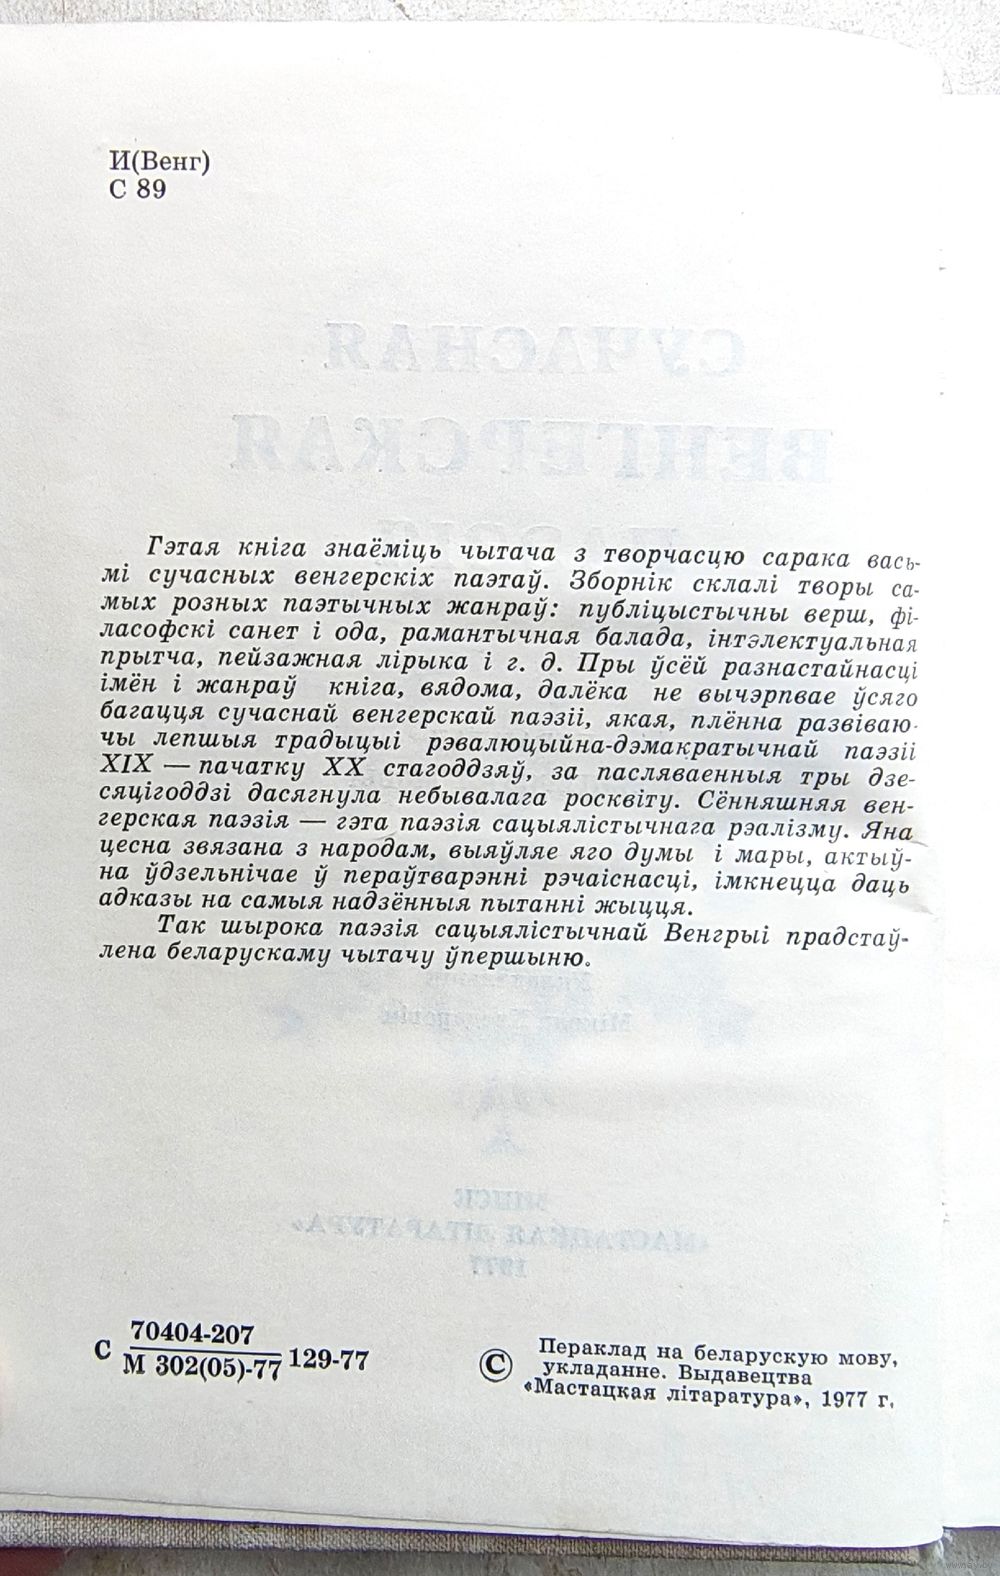 И(Венг)
С 89
СУЧАСНАЯ
ВЕНГЕРСКАЯ
Гэтая кніга знаёміць чытача з творчасцю сарака вась-
мі сучасных венгерскіх паэтаў. Зборнік склалі творы са-
мых розных паэтычных жанраў: публіцыстычны верш, фі-
ласофскі санет і ода, рамантычная балада, інтэлектуальная
прытча, пейзажная лірыка і г. д. Пры ўсёй разнастайнасці
імён і жанраў кніга, вядома, далёка не вычэрпвае ўсяго
багацця сучаснай венгерскай паэзіі, якая, плённа развіваю-
чы лепшыя традыцыі рэвалюцыйна-дэмакратычнай паэзіі
XIX — пачатку XX стагоддзяў, за пасляваенныя тры дзе-
сяцігоддзі дасягнула небывалага росквіту. Сённяшняя вен-
герская паэзія — гэта паэзія сацыялістычнага рэалізму. Яна
цесна звязана з народам, выяўляе яго думы і мары, актыў-
на ўдзельнічае ў пераўтварэнні рэчаіснасці, імкнецца даць
адказы на самыя надзённыя пытанні жыцця.
Так шырока паэзія сацыялістычнай Венгрыі прадстаў-
лена беларускаму чытачу ўпершыню.
МІНСК
«МАСТАЦКАЯ ЛІТАРАТУРА»
1977
С 70404-207
М 302(05)-77 129-77
© Пераклад на беларускую мову,
укладанне. Выдавецтва
«Мастацкая літаратура», 1977 г.